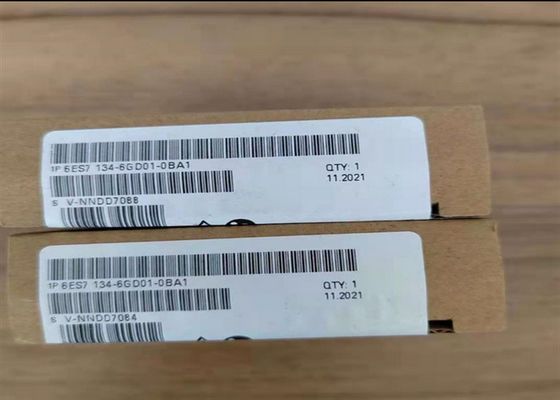 1P 6ES7 134-6GD01-0BA1
QTY: 1
11.2021
S V-NNDD7088
1P 6ES7 134-6GD01-0BA1
QTY: 1
11.2021
S V-NNDD7084